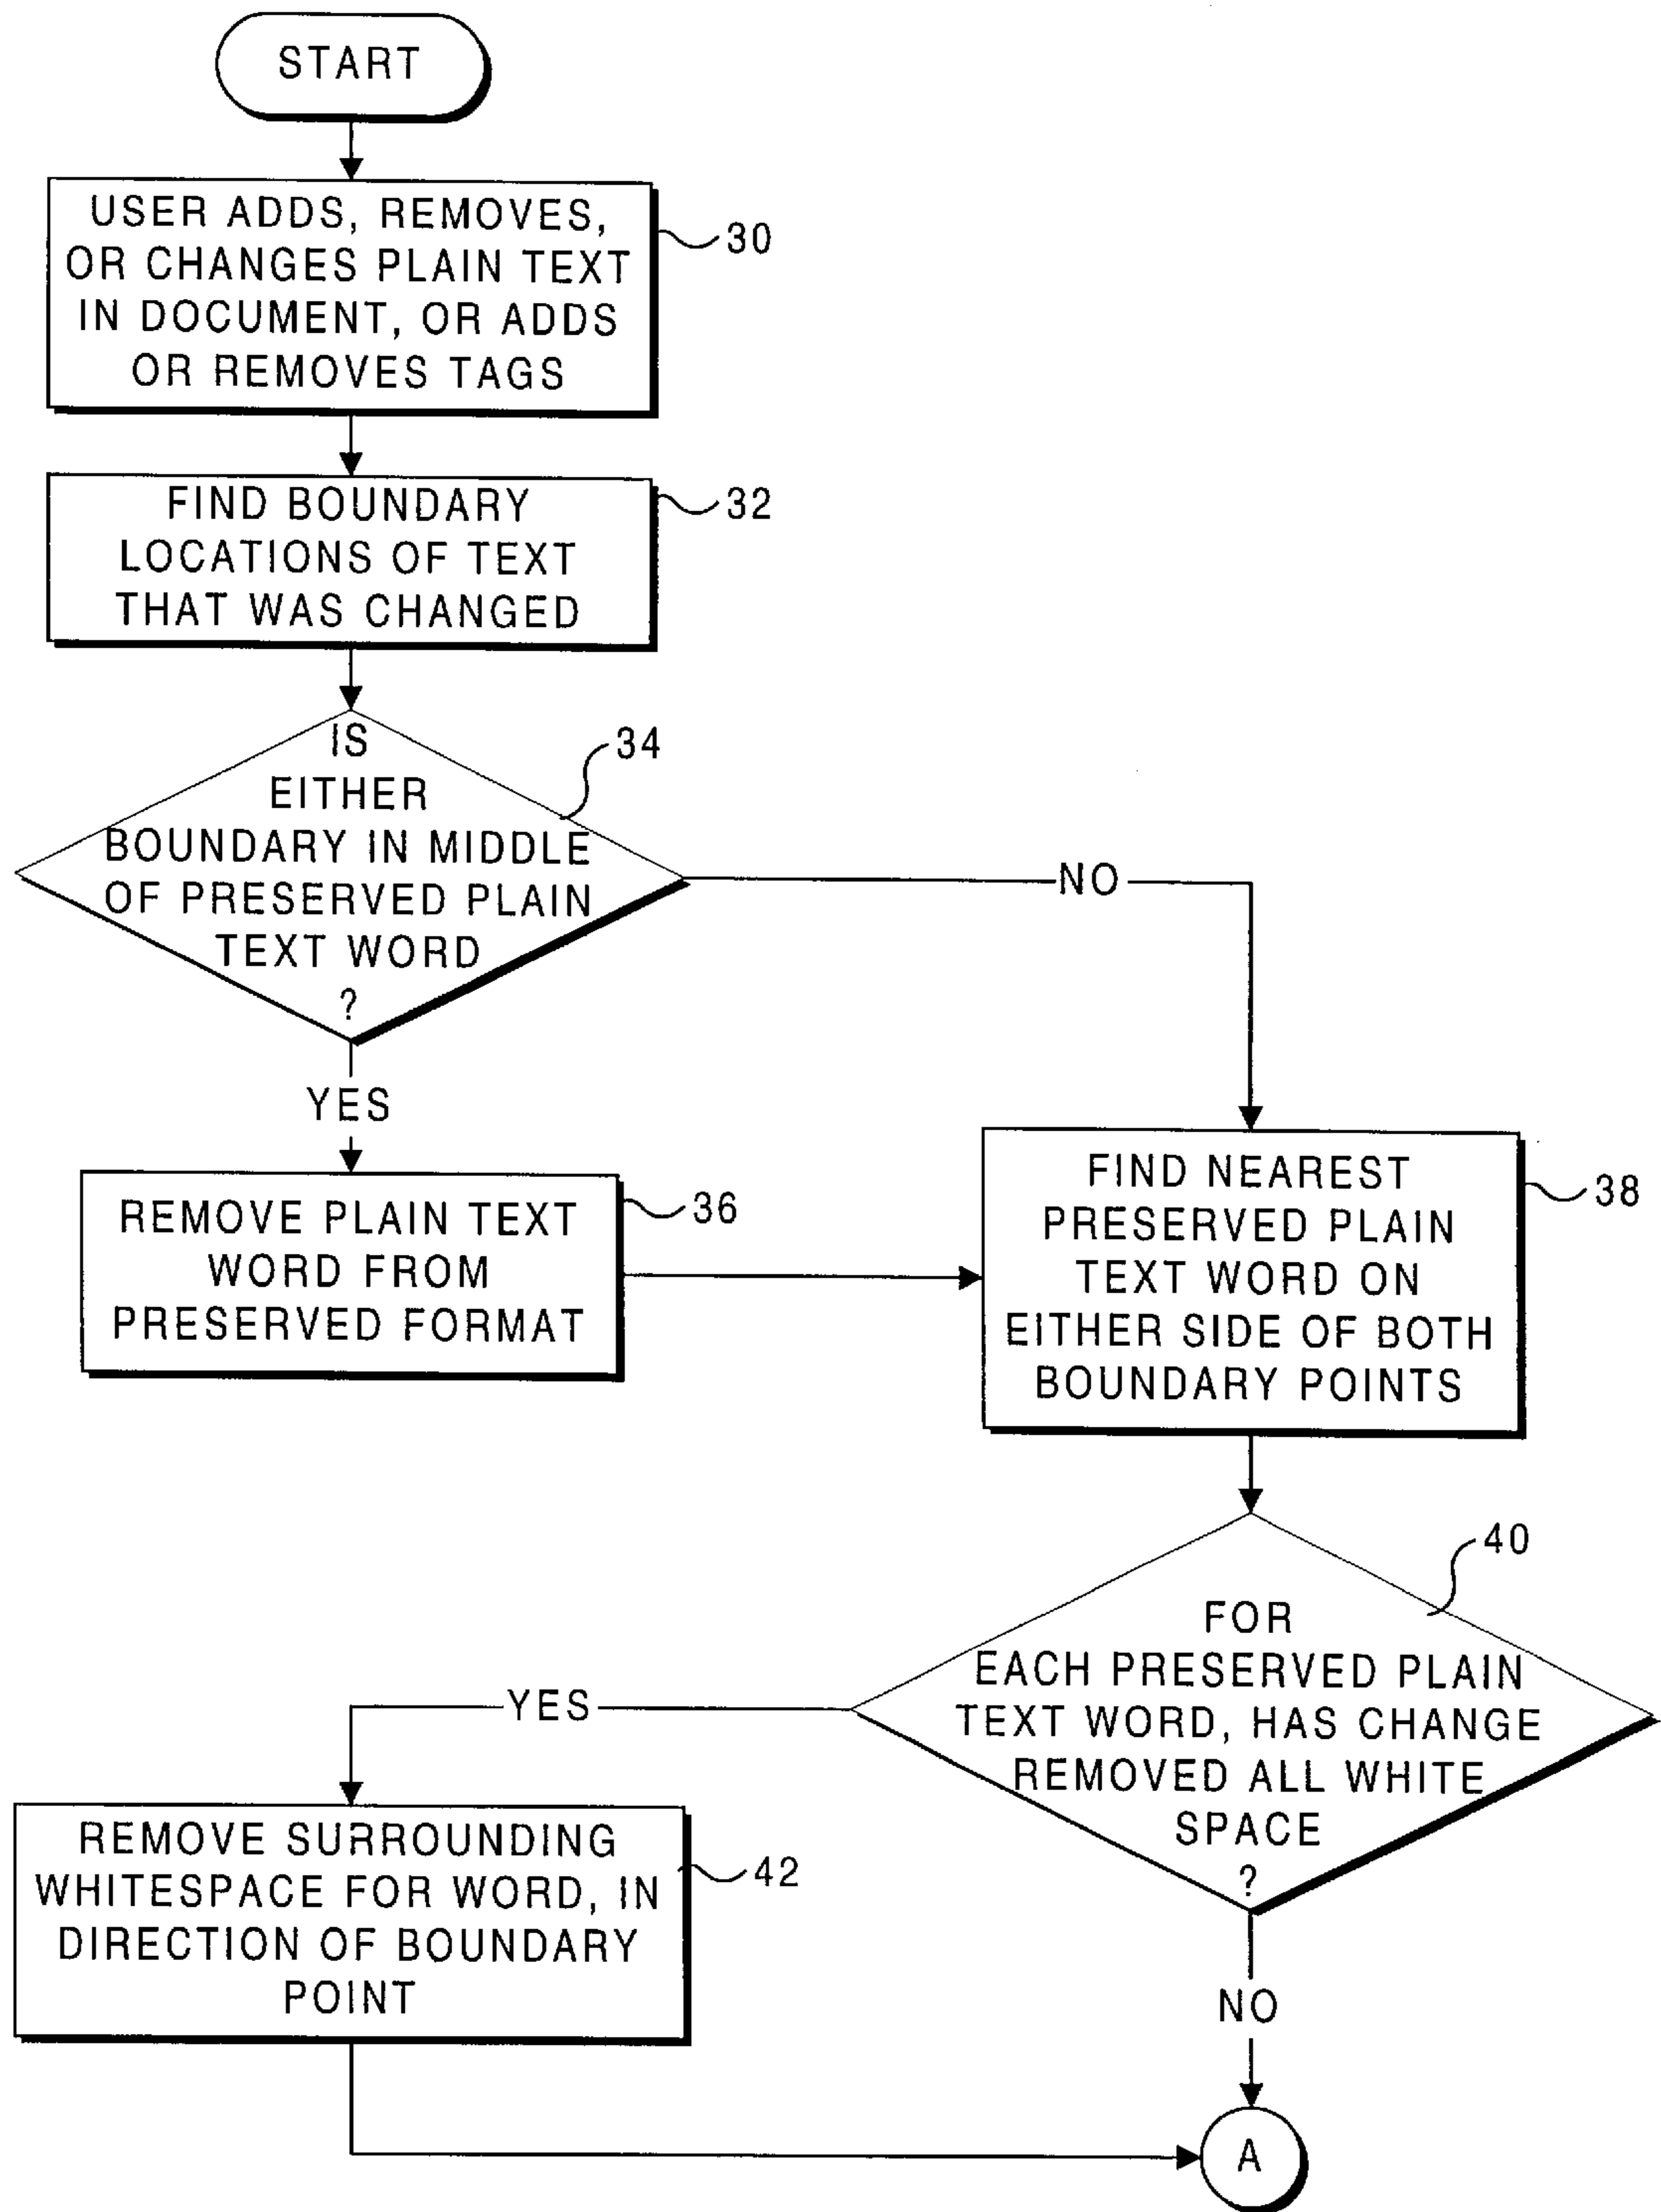 START
USER ADDS, REMOVES,
OR CHANGES PLAIN TEXT
IN DOCUMENT, OR ADDS
OR REMOVES TAGS
30
FIND BOUNDARY
LOCATIONS OF TEXT
THAT WAS CHANGED
32
IS
EITHER
BOUNDARY IN MIDDLE
OF PRESERVED PLAIN
TEXT WORD
?
34
NO
YES
REMOVE PLAIN TEXT
WORD FROM
PRESERVED FORMAT
36
FIND NEAREST
PRESERVED PLAIN
TEXT WORD ON
EITHER SIDE OF BOTH
BOUNDARY POINTS
38
FOR
EACH PRESERVED PLAIN
TEXT WORD, HAS CHANGE
REMOVED ALL WHITE
SPACE
?
40
YES
REMOVE SURROUNDING
WHITESPACE FOR WORD, IN
DIRECTION OF BOUNDARY
POINT
42
NO
A